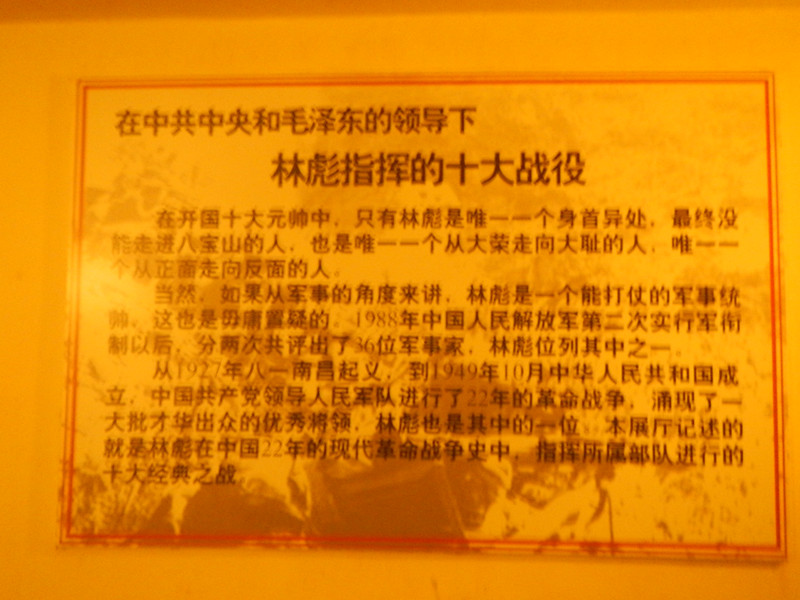 在中共中央和毛泽东的领导下
林彪指挥的十大战役
在开国十大元帅中，只有林彪是唯一一个身首异处，最终没
能走进八宝山的人，也是唯一一个从大荣走向大耻的人，唯一一
个从正面走向反面的人。
当然，如果从军事的角度来讲，林彪是一个能打仗的军事统
帅，这也是毋庸置疑的。1988年中国人民解放军第二次实行军衔
制以后，分两次共评出了36位军事家，林彪位列其中之一。
从1927年八一南昌起义，到1949年10月中华人民共和国成
立，中国共产党领导人民军队进行了22年的革命战争，涌现了一
大批才华出众的优秀将领，林彪也是其中的一位。本展厅记述的
就是林彪在中国22年的现代革命战争史中，指挥所属部队进行的
十大经典之战。